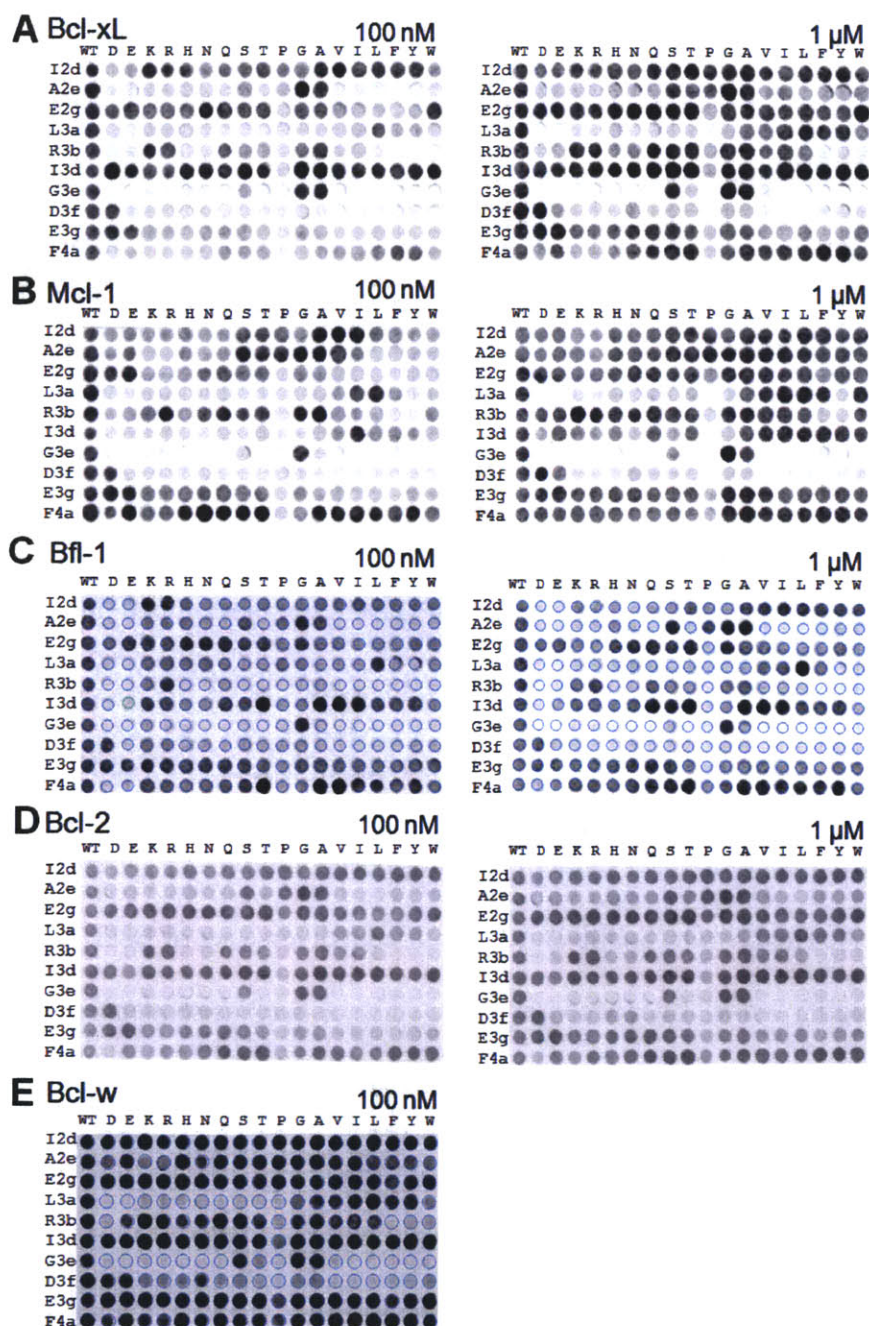 A Bcl-xL 100 nM 1 µM
WT D E K R H N Q S T P G A V I L F Y W WT D E K R H N Q S T P G A V I L F Y W
I2d I2d
A2e A2e
E2g E2g
L3a L3a
R3b R3b
I3d I3d
G3e G3e
D3f D3f
E3g E3g
F4a F4a
B Mcl-1 100 nM 1 µM
WT D E K R H N Q S T P G A V I L F Y W WT D E K R H N Q S T P G A V I L F Y W
I2d I2d
A2e A2e
E2g E2g
L3a L3a
R3b R3b
I3d I3d
G3e G3e
D3f D3f
E3g E3g
F4a F4a
C Bfl-1 100 nM 1 µM
WT D E K R H N Q S T P G A V I L F Y W WT D E K R H N Q S T P G A V I L F Y W
I2d I2d
A2e A2e
E2g E2g
L3a L3a
R3b R3b
I3d I3d
G3e G3e
D3f D3f
E3g E3g
F4a F4a
D Bcl-2 100 nM 1 µM
WT D E K R H N Q S T P G A V I L F Y W WT D E K R H N Q S T P G A V I L F Y W
I2d I2d
A2e A2e
E2g E2g
L3a L3a
R3b R3b
I3d I3d
G3e G3e
D3f D3f
E3g E3g
F4a F4a
E Bcl-w 100 nM
WT D E K R H N Q S T P G A V I L F Y W
I2d
A2e
E2g
L3a
R3b
I3d
G3e
D3f
E3g
F4a